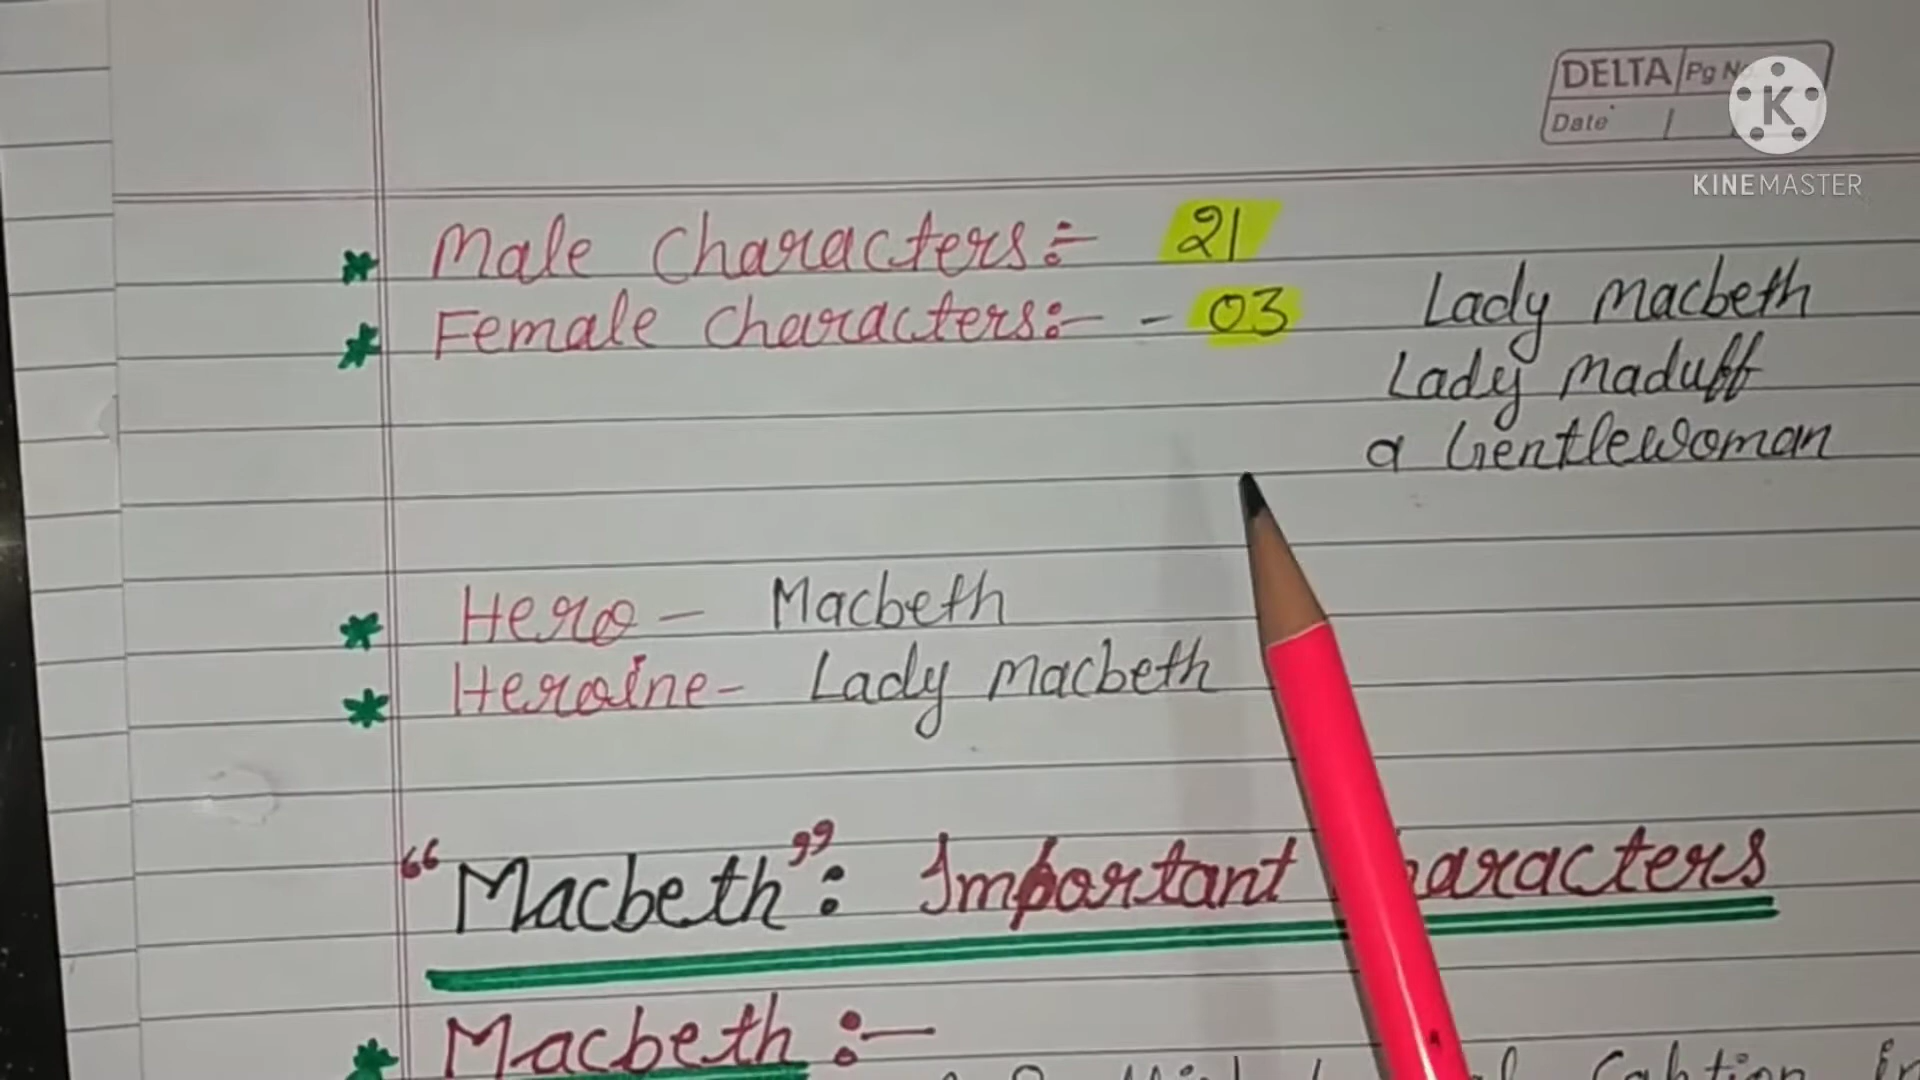 DELTA Pg No.
Date / /
K
KINEMASTER
Male Characters:- 21
Female Characters:- - 03
Lady Macbeth
Lady Maduff
a Gentlewoman
Hero - Macbeth
Heroine - Lady Macbeth
"Macbeth": Important Characters
Macbeth :-